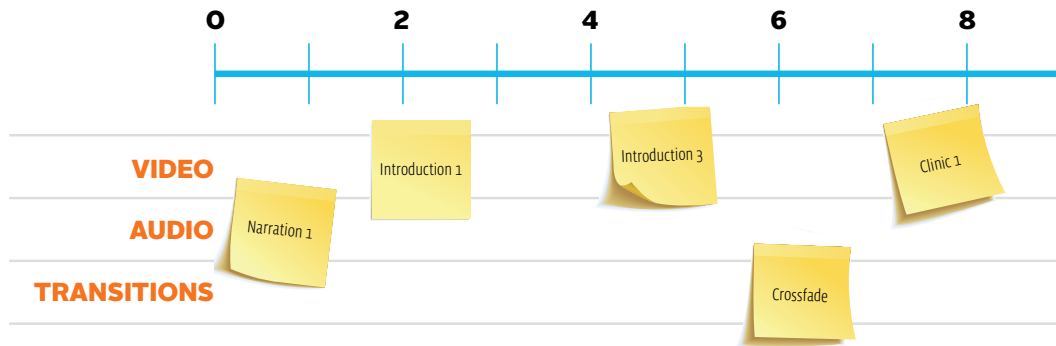 0 2 4 6 8
VIDEO
Introduction 1
Introduction 3
Clinic 1
AUDIO
Narration 1
TRANSITIONS
Crossfade